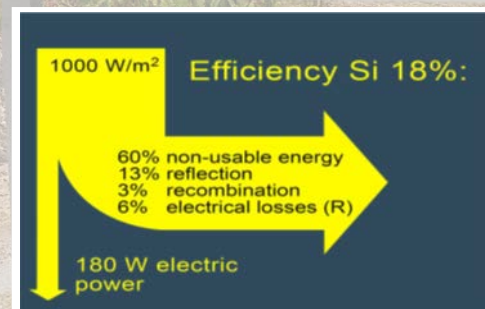 1000 W/m²
Efficiency Si 18%:
60% non-usable energy
13% reflection
3% recombination
6% electrical losses (R)
180 W electric
power